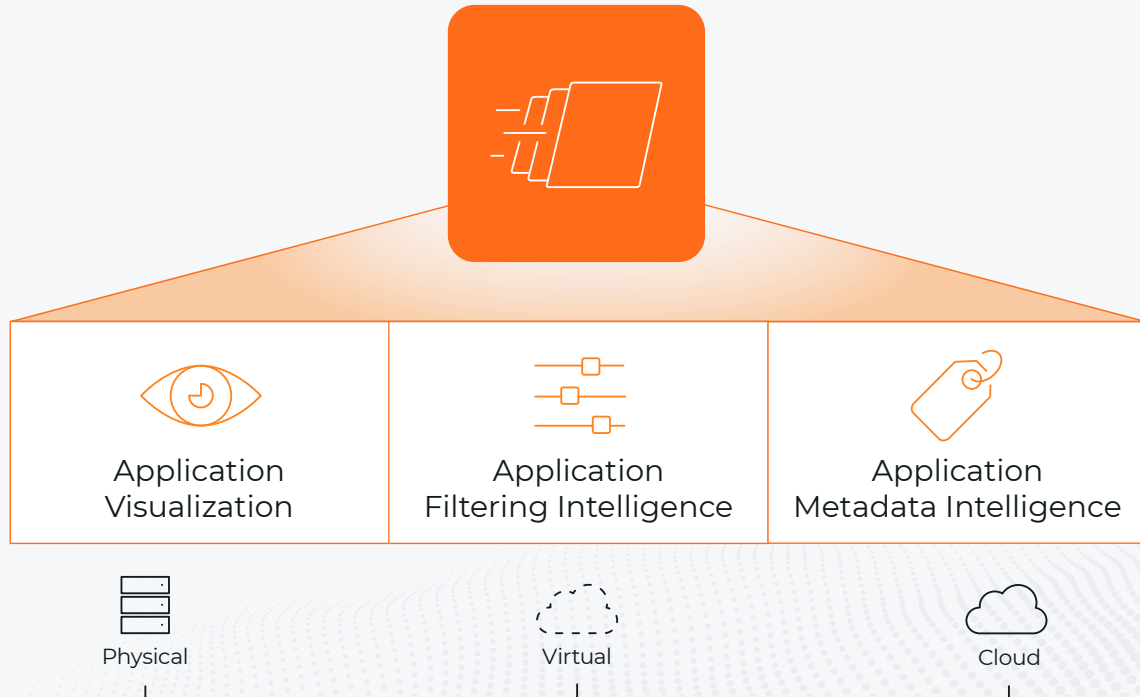 Application
Visualization
Application
Filtering Intelligence
Application
Metadata Intelligence
Physical
Virtual
Cloud